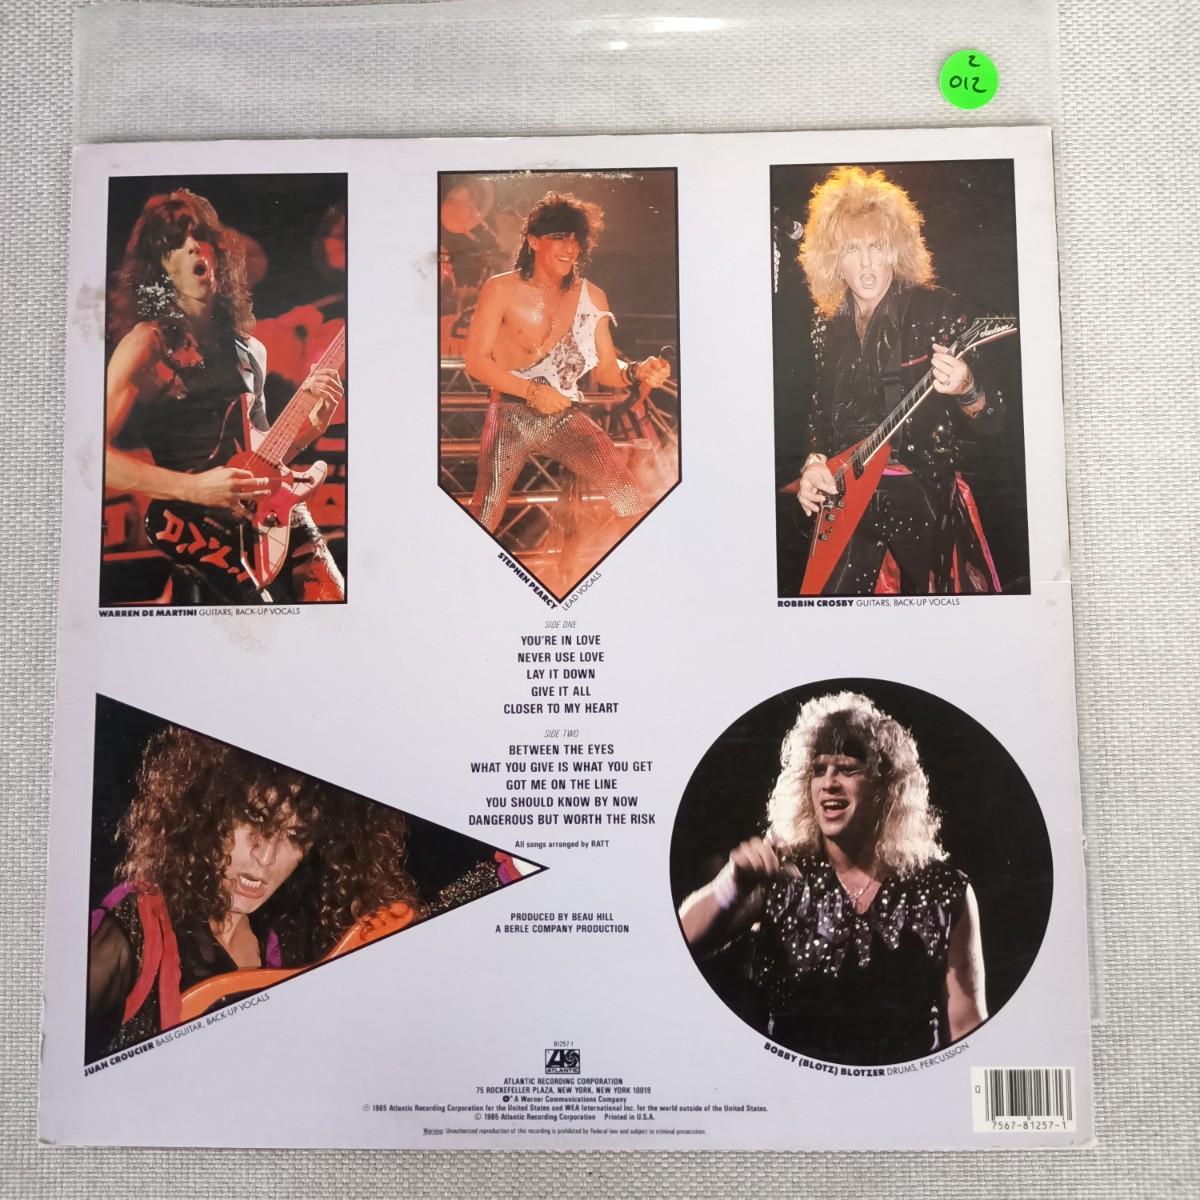 2
012
Jackson
WARREN DE MARTINI GUITARS, BACK-UP VOCALS
STEPHEN PEARCY LEAD VOCALS
ROBBIN CROSBY GUITARS, BACK-UP VOCALS
SIDE ONE
YOU'RE IN LOVE
NEVER USE LOVE
LAY IT DOWN
GIVE IT ALL
CLOSER TO MY HEART
SIDE TWO
BETWEEN THE EYES
WHAT YOU GIVE IS WHAT YOU GET
GOT ME ON THE LINE
YOU SHOULD KNOW BY NOW
DANGEROUS BUT WORTH THE RISK
All songs arranged by RATT
PRODUCED BY BEAU HILL
A BERLE COMPANY PRODUCTION
JUAN CROUCIER BASS GUITAR, BACK-UP VOCALS
BOBBY (BLOTZ) BLOTZER DRUMS, PERCUSSION
81257-1
ATLANTIC
ATLANTIC RECORDING CORPORATION
75 ROCKEFELLER PLAZA, NEW YORK, NEW YORK 10019
A Warner Communications Company
℗ 1985 Atlantic Recording Corporation for the United States and WEA International Inc. for the world outside of the United States.
© 1985 Atlantic Recording Corporation Printed in U.S.A.
Warning: Unauthorized reproduction of this recording is prohibited by Federal law and subject to criminal prosecution.
0
7567-81257-1